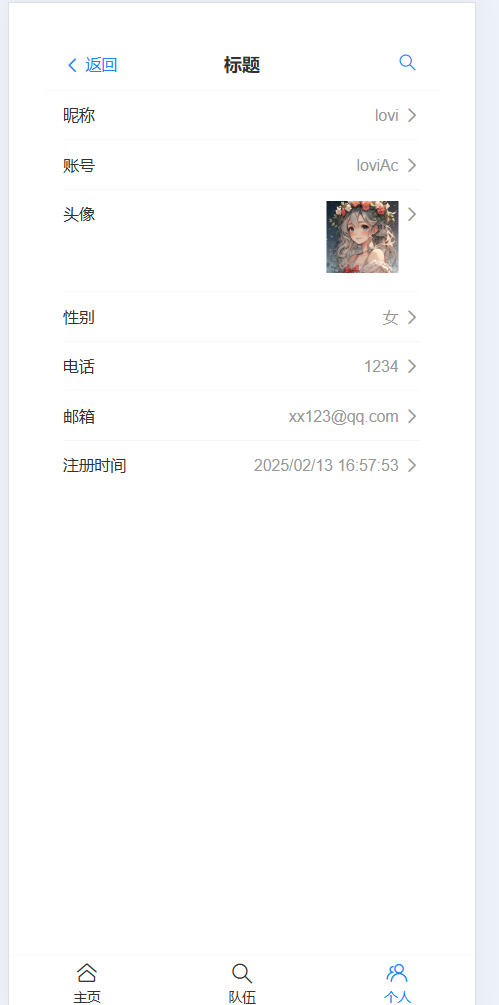 返回 标题
昵称 lovi
账号 loviAc
头像
性别 女
电话 1234
邮箱 xx123@qq.com
注册时间 2025/02/13 16:57:53
主页 队伍 个人